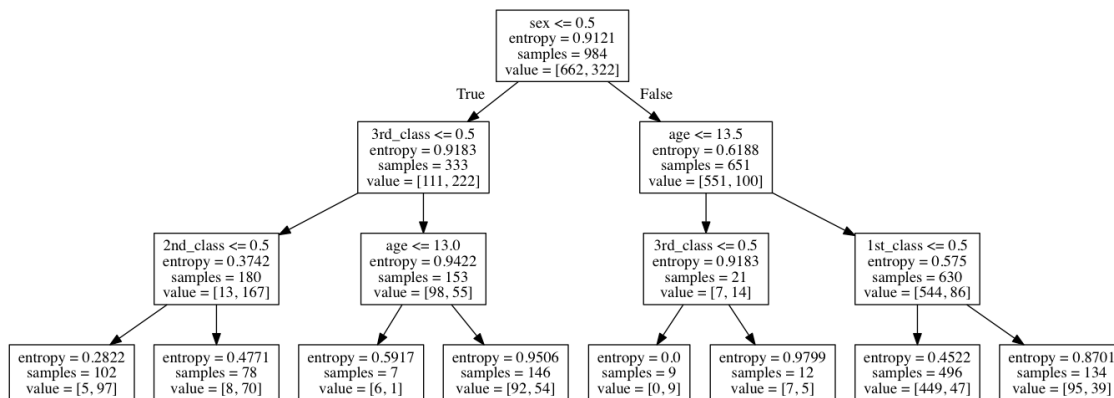 sex <= 0.5
entropy = 0.9121
samples = 984
value = [662, 322]
True
False
3rd_class <= 0.5
entropy = 0.9183
samples = 333
value = [111, 222]
age <= 13.5
entropy = 0.6188
samples = 651
value = [551, 100]
2nd_class <= 0.5
entropy = 0.3742
samples = 180
value = [13, 167]
age <= 13.0
entropy = 0.9422
samples = 153
value = [98, 55]
3rd_class <= 0.5
entropy = 0.9183
samples = 21
value = [7, 14]
1st_class <= 0.5
entropy = 0.575
samples = 630
value = [544, 86]
entropy = 0.2822
samples = 102
value = [5, 97]
entropy = 0.4771
samples = 78
value = [8, 70]
entropy = 0.5917
samples = 7
value = [6, 1]
entropy = 0.9506
samples = 146
value = [92, 54]
entropy = 0.0
samples = 9
value = [0, 9]
entropy = 0.9799
samples = 12
value = [7, 5]
entropy = 0.4522
samples = 496
value = [449, 47]
entropy = 0.8701
samples = 134
value = [95, 39]